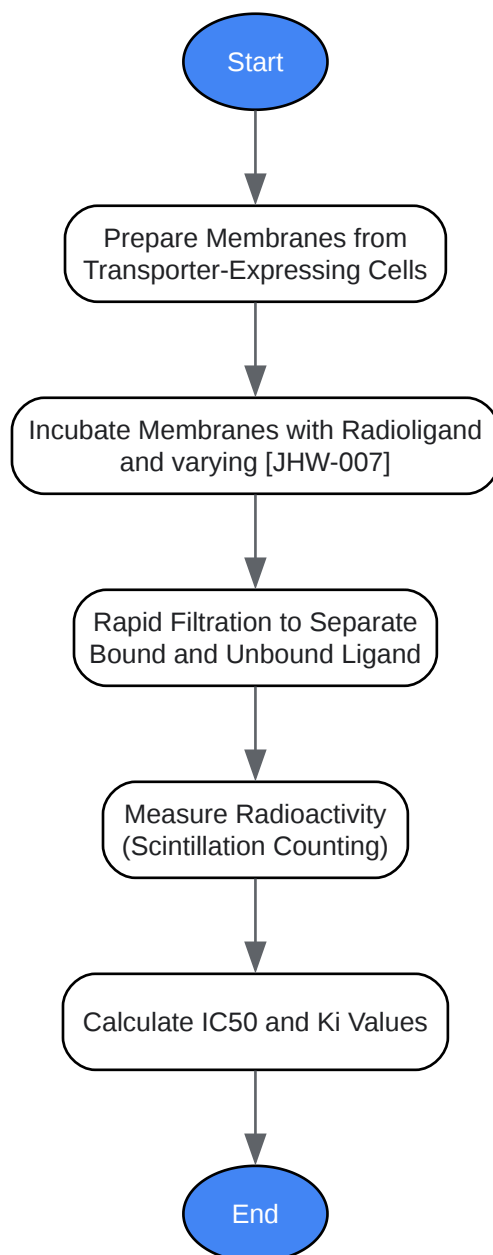 Start
Prepare Membranes from
Transporter-Expressing Cells
Incubate Membranes with Radioligand
and varying [JHW-007]
Rapid Filtration to Separate
Bound and Unbound Ligand
Measure Radioactivity
(Scintillation Counting)
Calculate IC50 and Ki Values
End